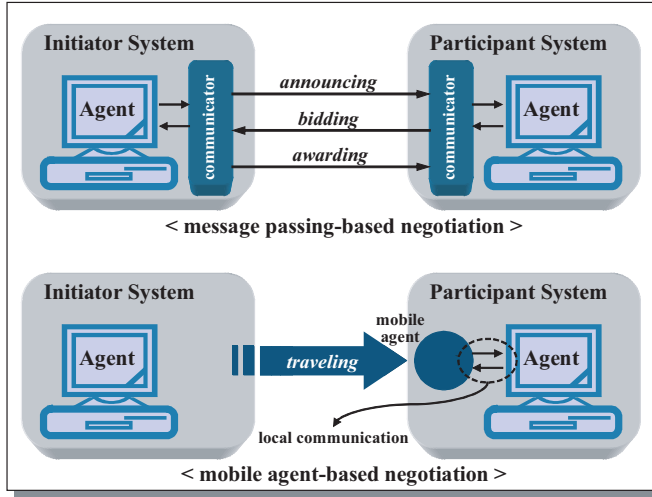 Initiator System
Participant System
Agent
communicator
announcing
bidding
awarding
communicator
Agent
< message passing-based negotiation >
Initiator System
Participant System
Agent
traveling
mobile
agent
Agent
local communication
< mobile agent-based negotiation >